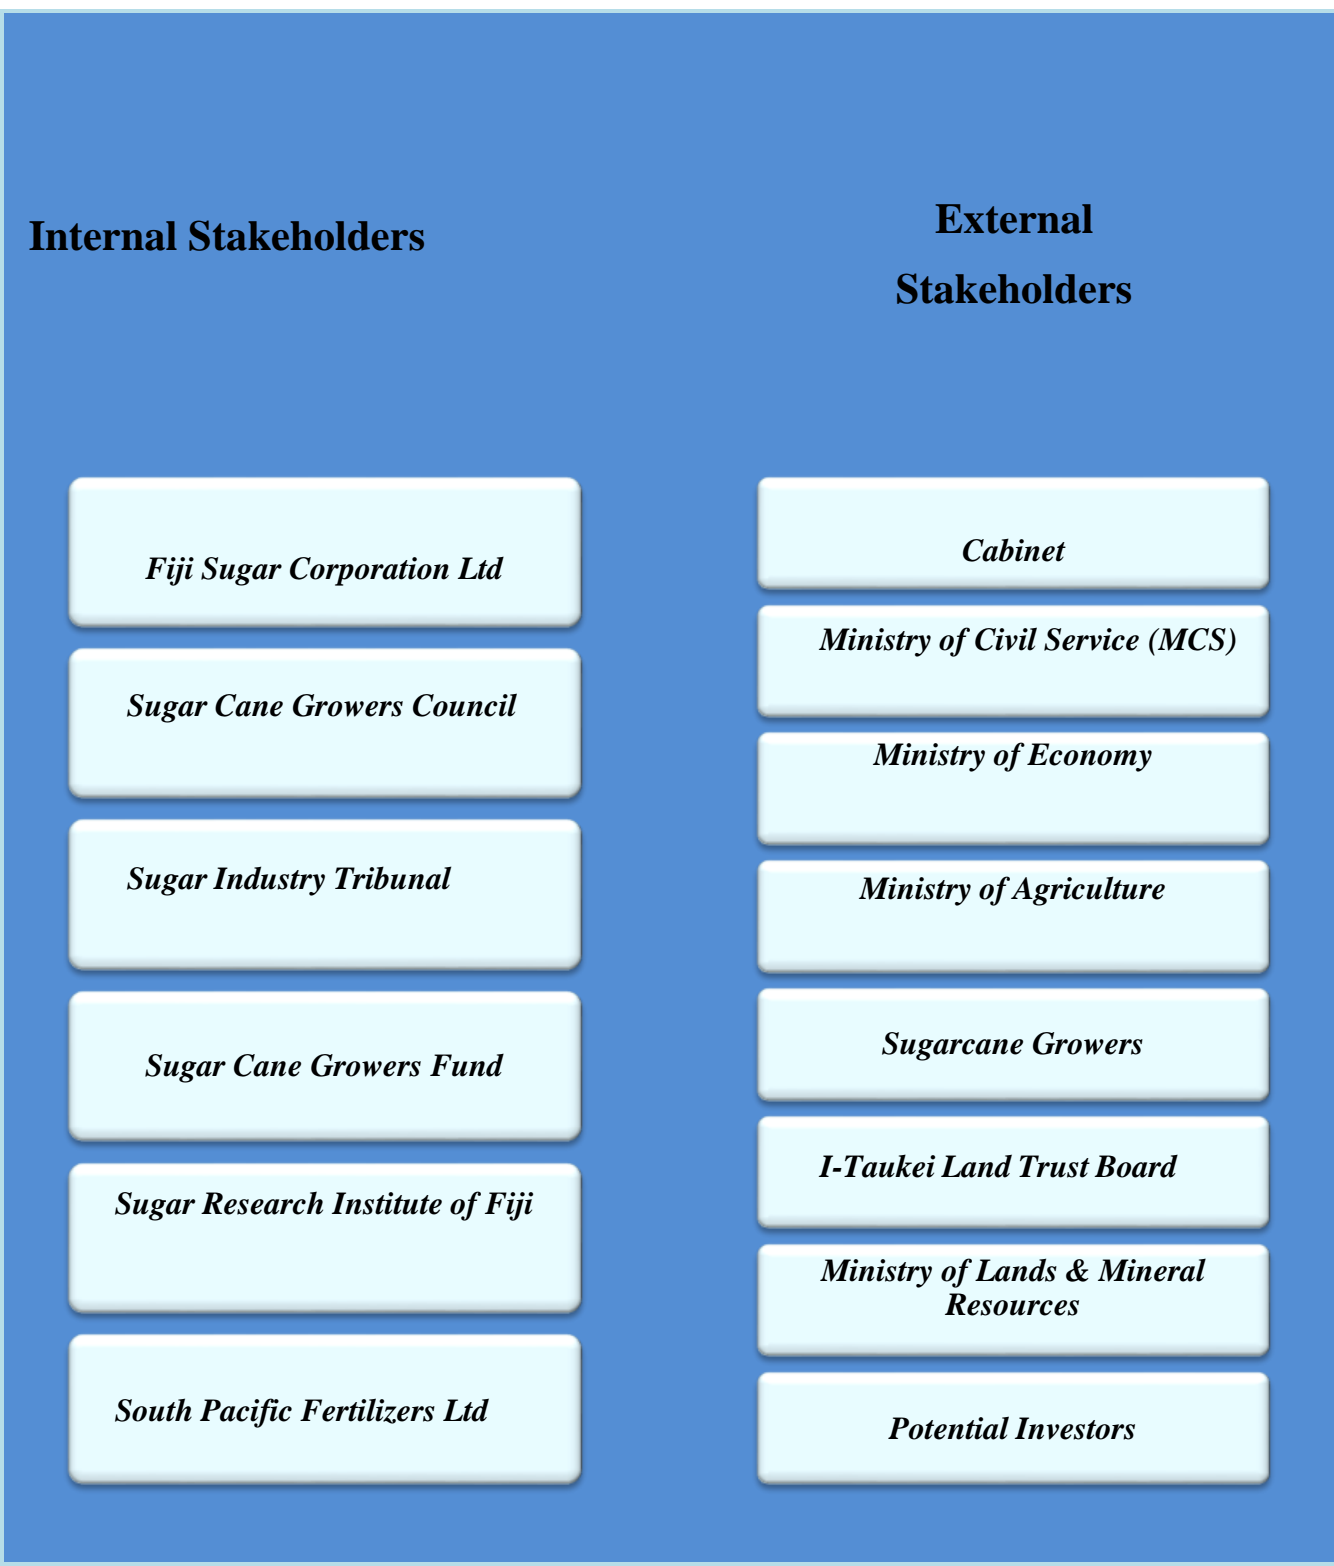 Internal Stakeholders
Fiji Sugar Corporation Ltd
Sugar Cane Growers Council
Sugar Industry Tribunal
Sugar Cane Growers Fund
Sugar Research Institute of Fiji
South Pacific Fertilizers Ltd
External
Stakeholders
Cabinet
Ministry of Civil Service (MCS)
Ministry of Economy
Ministry of Agriculture
Sugarcane Growers
I-Taukei Land Trust Board
Ministry of Lands & Mineral
Resources
Potential Investors